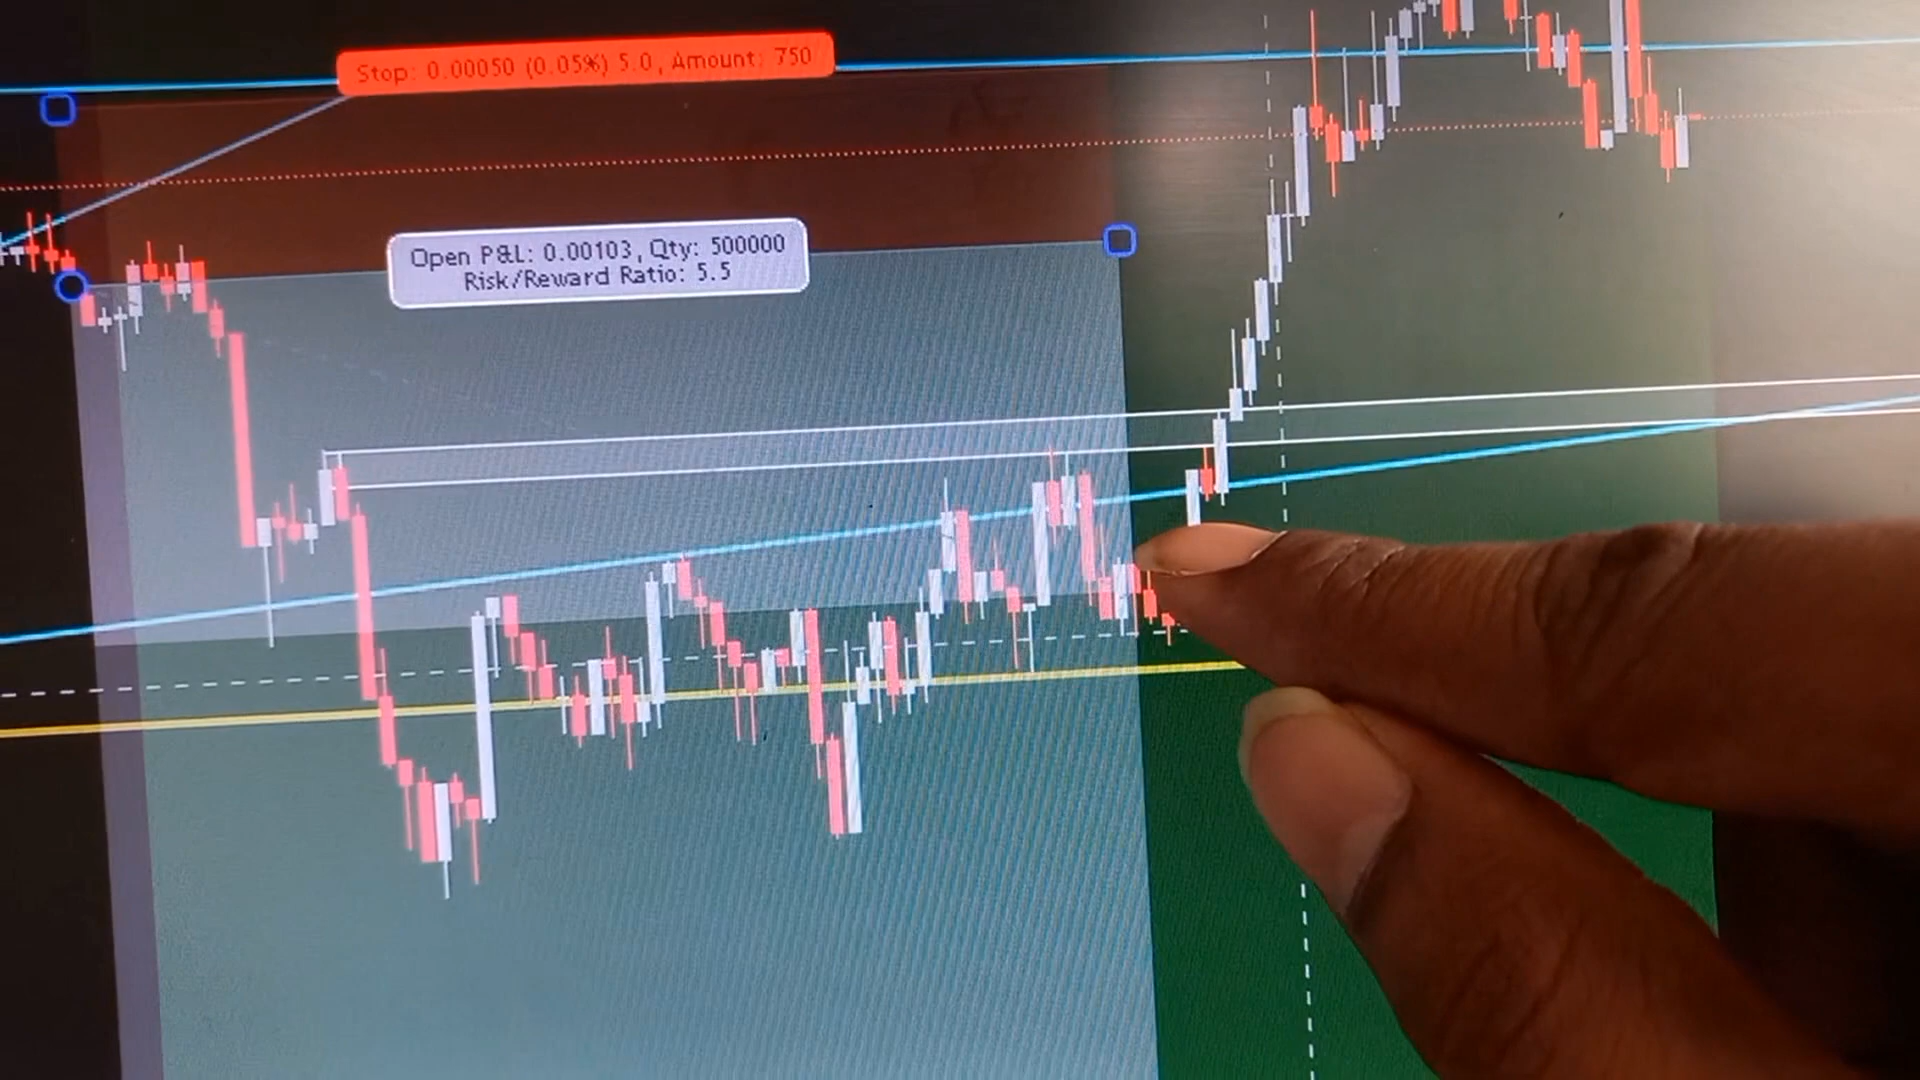 Stop: 0.00050 (0.05%) 5.0, Amount: 750
Open P&L: 0.00103, Qty: 500000
Risk/Reward Ratio: 5.5